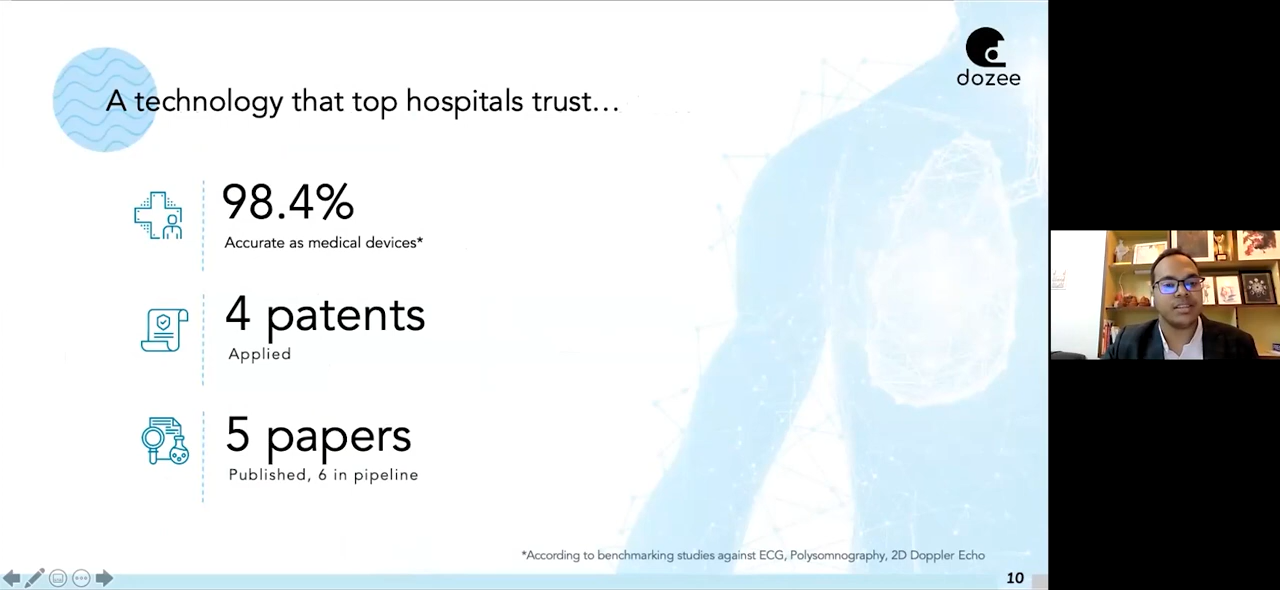 dozee
A technology that top hospitals trust...
98.4%
Accurate as medical devices*
4 patents
Applied
5 papers
Published, 6 in pipeline
*According to benchmarking studies against ECG, Polysomnography, 2D Doppler Echo
10